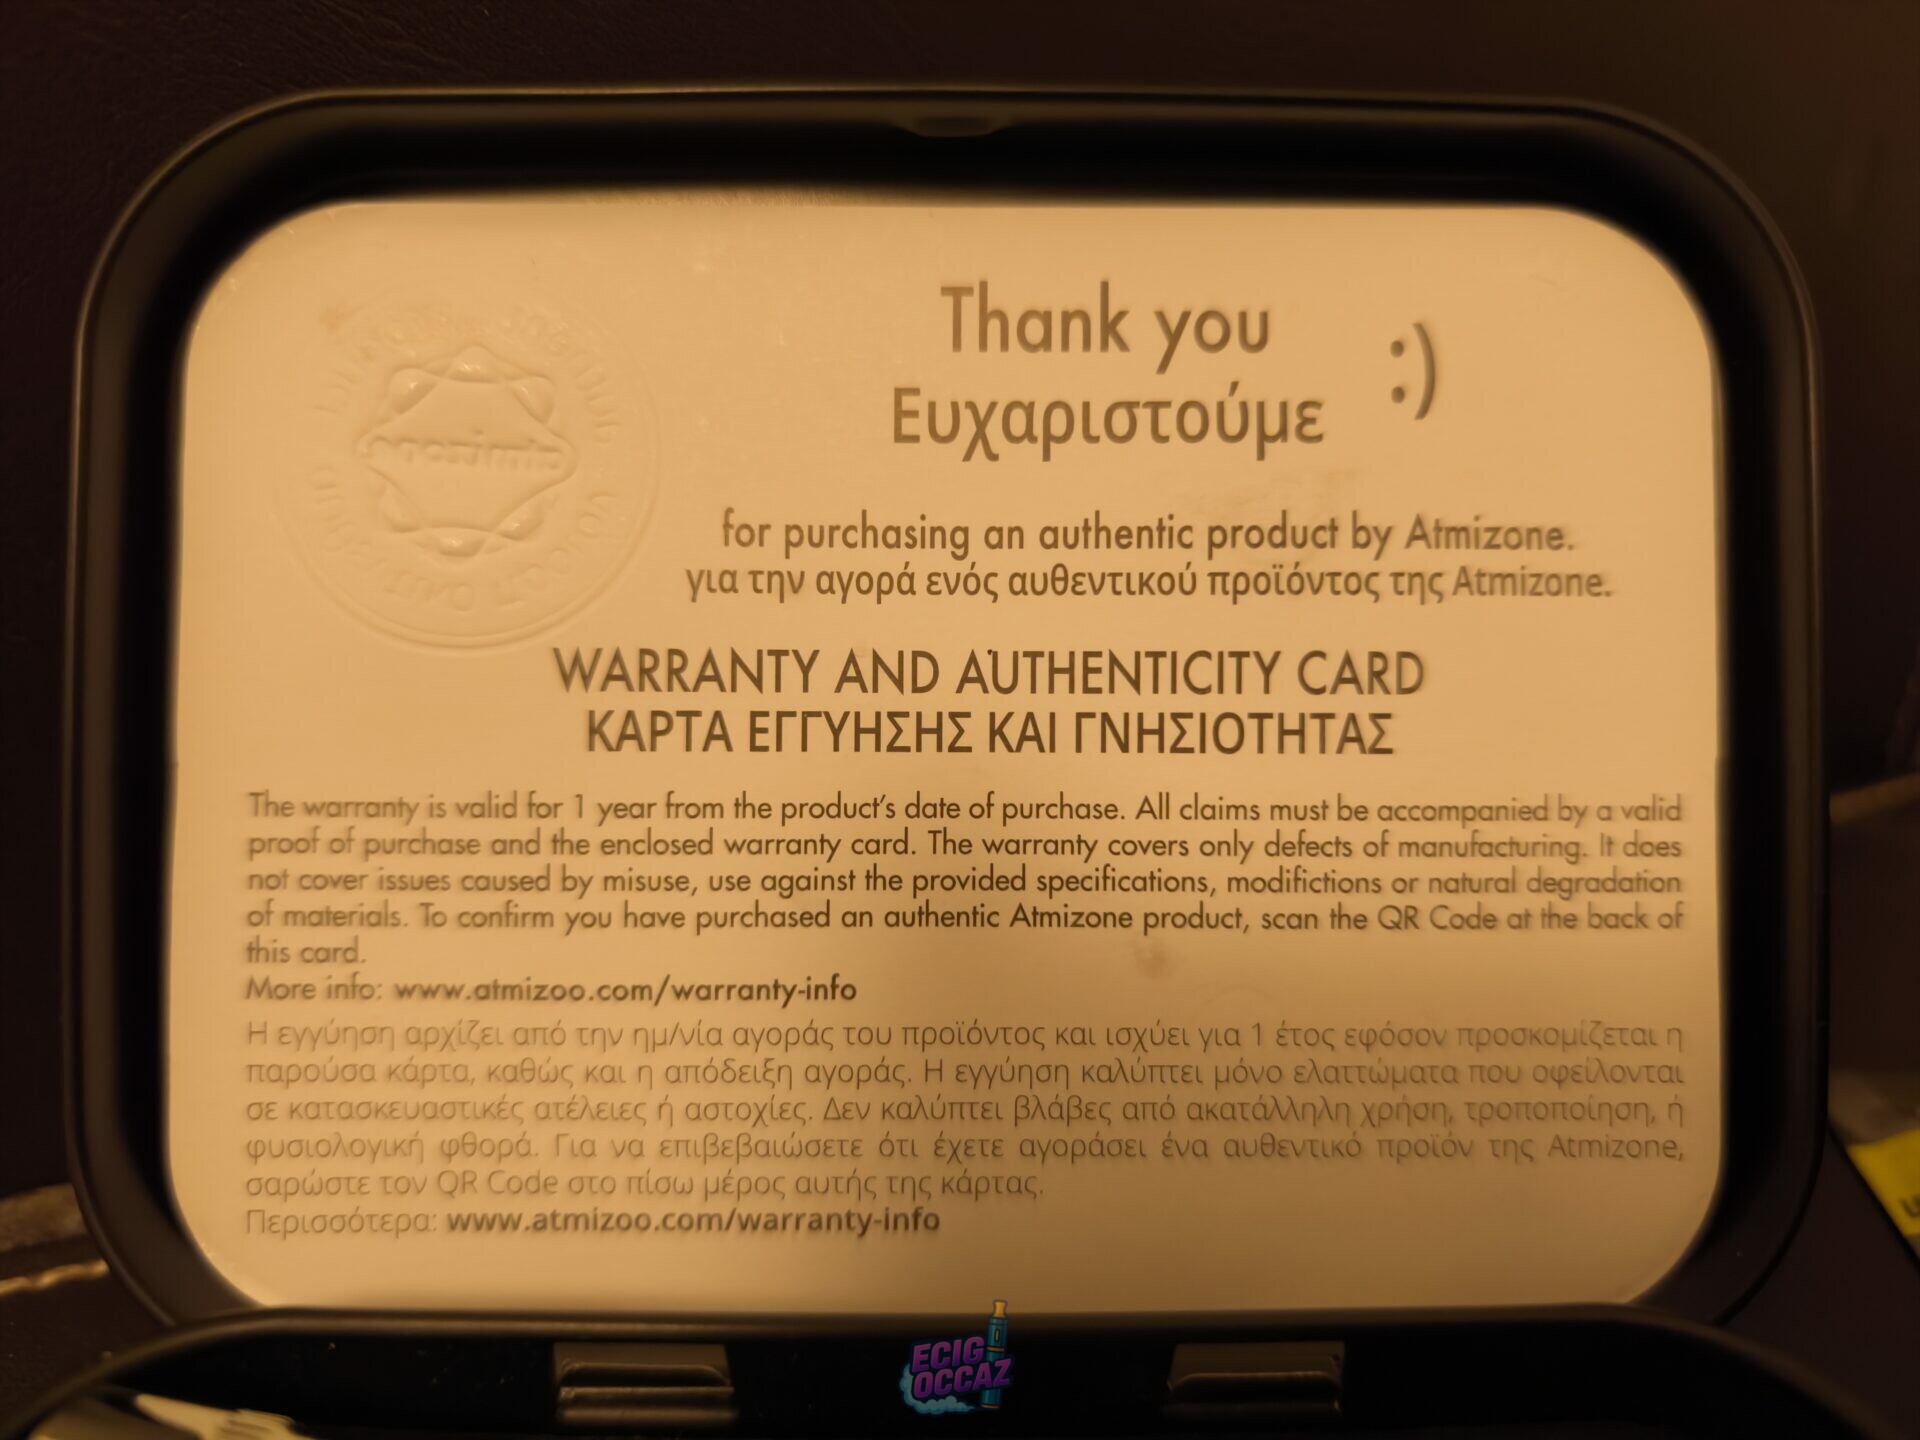 Thank you
Ευχαριστούμε
:)
for purchasing an authentic product by Atmizone.
για την αγορά ενός αυθεντικού προϊόντος της Atmizone.
WARRANTY AND AUTHENTICITY CARD
ΚΑΡΤΑ ΕΓΓΥΗΣΗΣ ΚΑΙ ΓΝΗΣΙΟΤΗΤΑΣ
The warranty is valid for 1 year from the product's date of purchase. All claims must be accompanied by a valid
proof of purchase and the enclosed warranty card. The warranty covers only defects of manufacturing. It does
not cover issues caused by misuse, use against the provided specifications, modifictions or natural degradation
of materials. To confirm you have purchased an authentic Atmizone product, scan the QR Code at the back of
this card.
More info: www.atmizoo.com/warranty-info
Η εγγύηση αρχίζει από την ημ/νία αγοράς του προϊόντος και ισχύει για 1 έτος εφόσον προσκομίζεται η
παρούσα κάρτα, καθώς και η απόδειξη αγοράς. Η εγγύηση καλύπτει μόνο ελαττώματα που οφείλονται
σε κατασκευαστικές ατέλειες ή αστοχίες. Δεν καλύπτει βλάβες από ακατάλληλη χρήση, τροποποίηση, ή
φυσιολογική φθορά. Για να επιβεβαιώσετε ότι έχετε αγοράσει ένα αυθεντικό προϊόν της Atmizone,
σαρώστε τον QR Code στο πίσω μέρος αυτής της κάρτας.
Περισσότερα: www.atmizoo.com/warranty-info
ECIG
OCCAZ